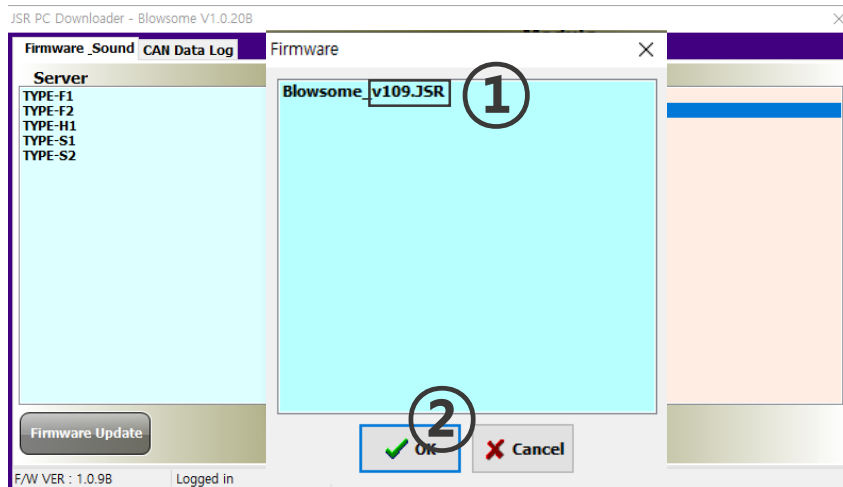 JSR PC Downloader - Blowsome V1.0.20B
Firmware _Sound CAN Data Log
Server
TYPE-F1
TYPE-F2
TYPE-H1
TYPE-S1
TYPE-S2
Firmware Update
F/W VER : 1.0.9B Logged in
Firmware
Blowsome_v109.JSR
①
②
OK
Cancel